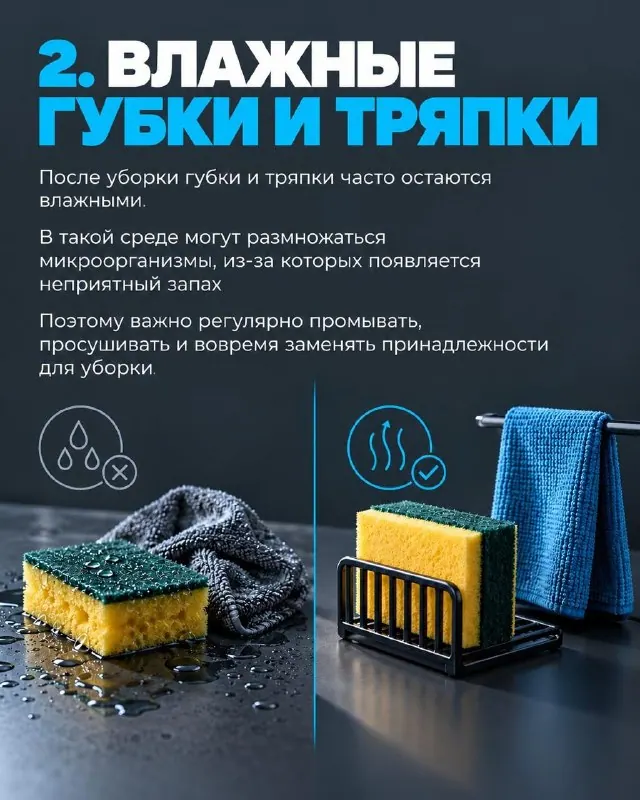 2. ВЛАЖНЫЕ
ГУБКИ И ТРЯПКИ
После уборки губки и тряпки часто остаются
влажными.
В такой среде могут размножаться
микроорганизмы, из-за которых появляется
неприятный запах
Поэтому важно регулярно промывать,
просушивать и вовремя заменять принадлежности
для уборки.